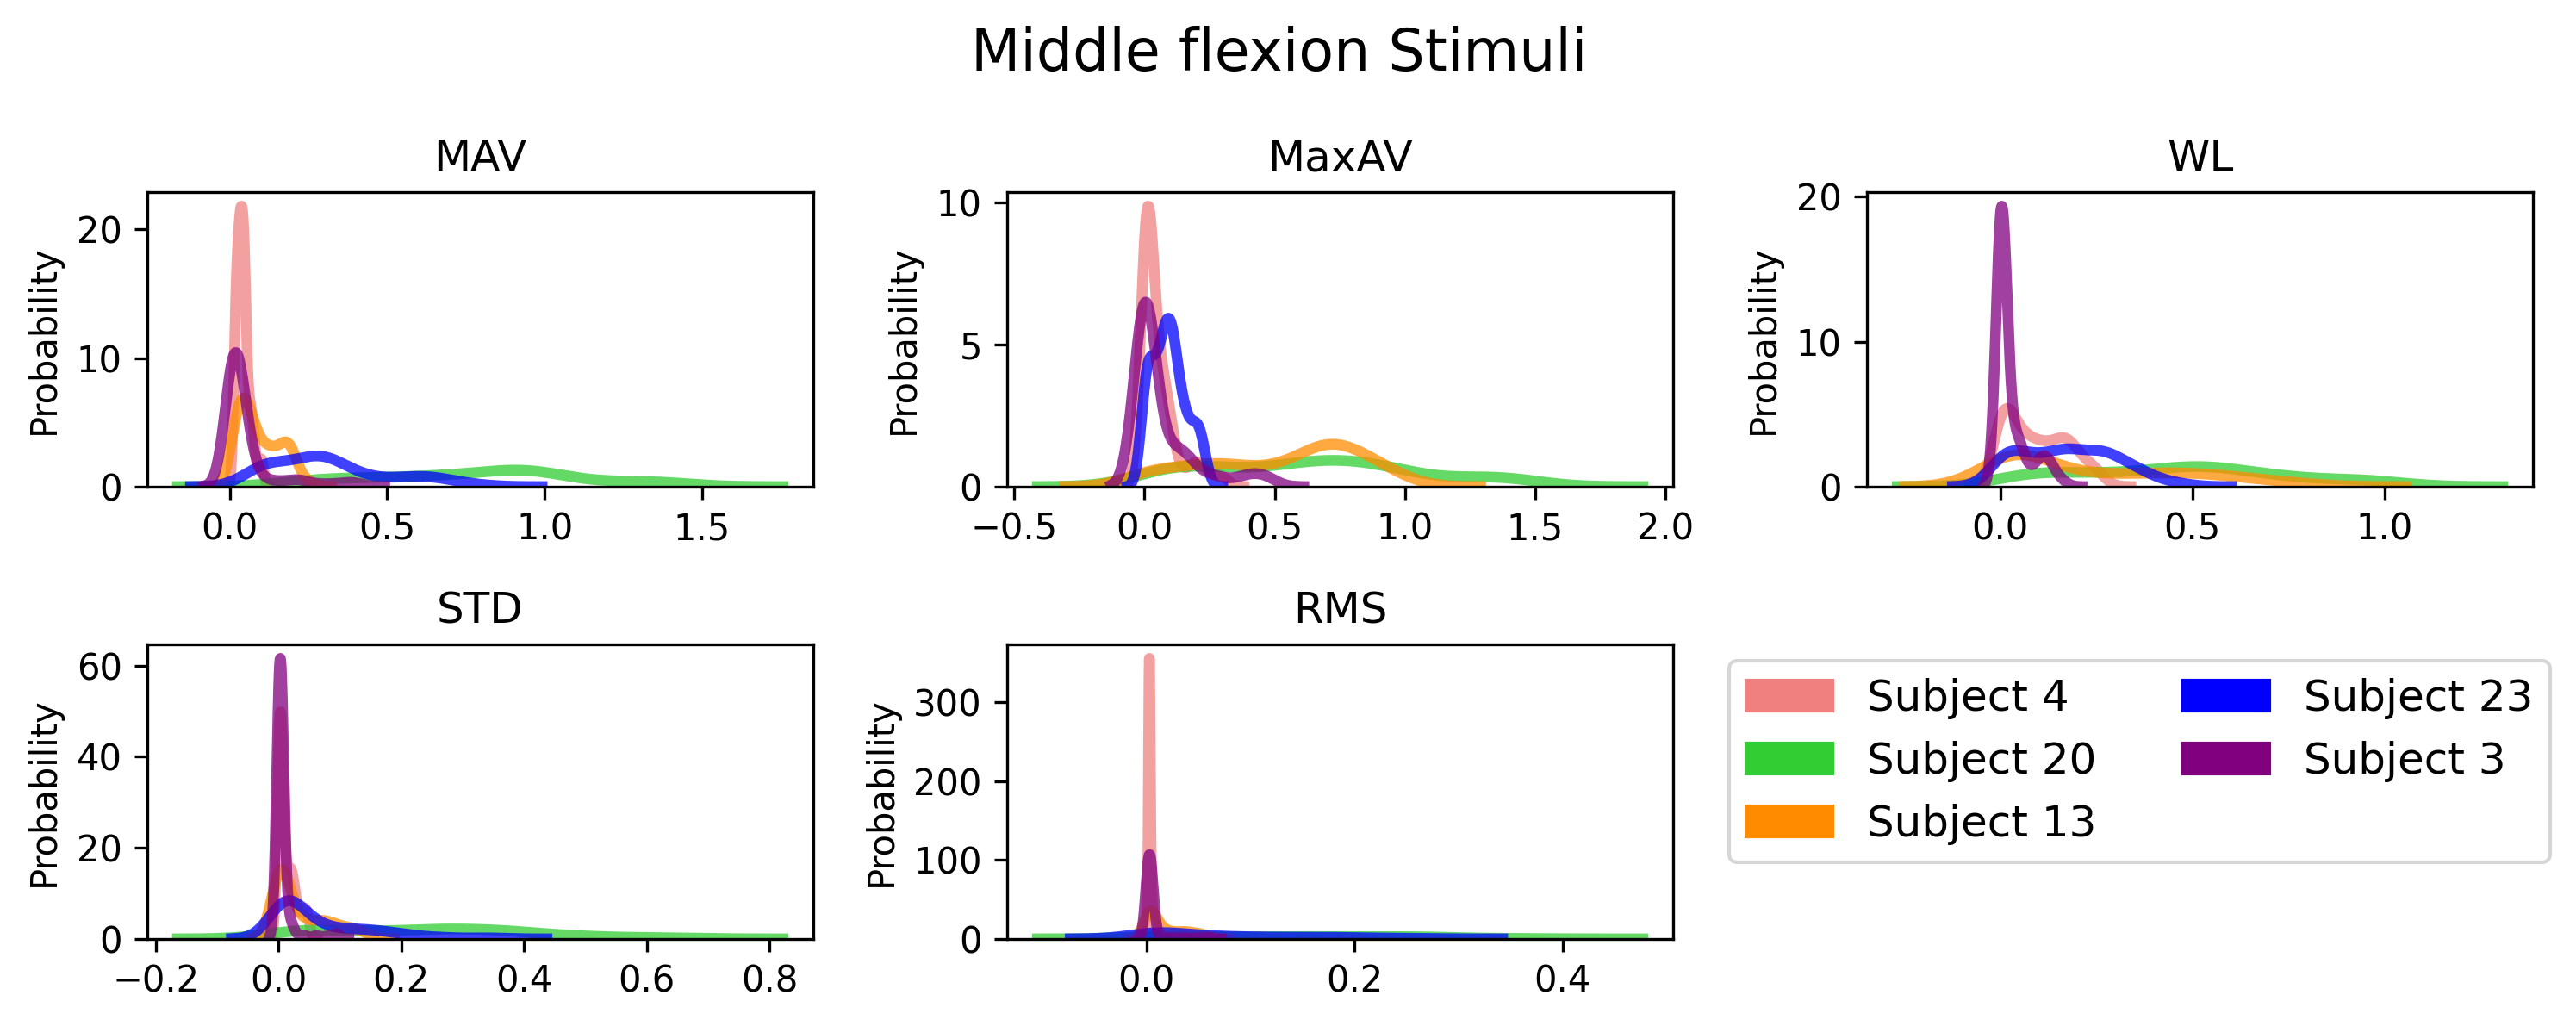 Middle flexion Stimuli
MAV
MaxAV
WL
Probability
20
10
0
0.0 0.5 1.0 1.5
Probability
10
5
0
−0.5 0.0 0.5 1.0 1.5 2.0
Probability
20
10
0
0.0 0.5 1.0
STD
RMS
Probability
60
40
20
0
−0.2 0.0 0.2 0.4 0.6 0.8
Probability
300
200
100
0
0.0 0.2 0.4
Subject 4
Subject 20
Subject 13
Subject 23
Subject 3